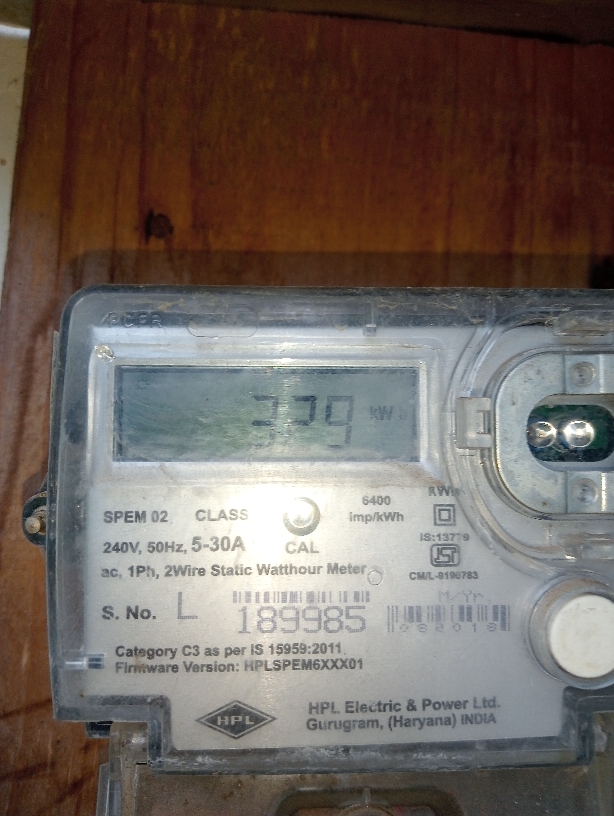 329 kWh
SPEM 02 CLASS
6400
imp/kWh
240V, 50Hz, 5-30A CAL
IS:13779
ac, 1Ph, 2Wire Static Watthour Meter
CM/L-9190783
M/Yr.
S. No. L 189985
Category C3 as per IS 15959:2011
Firmware Version: HPLSPEM6XXX01
HPL
HPL Electric & Power Ltd.
Gurugram, (Haryana) INDIA